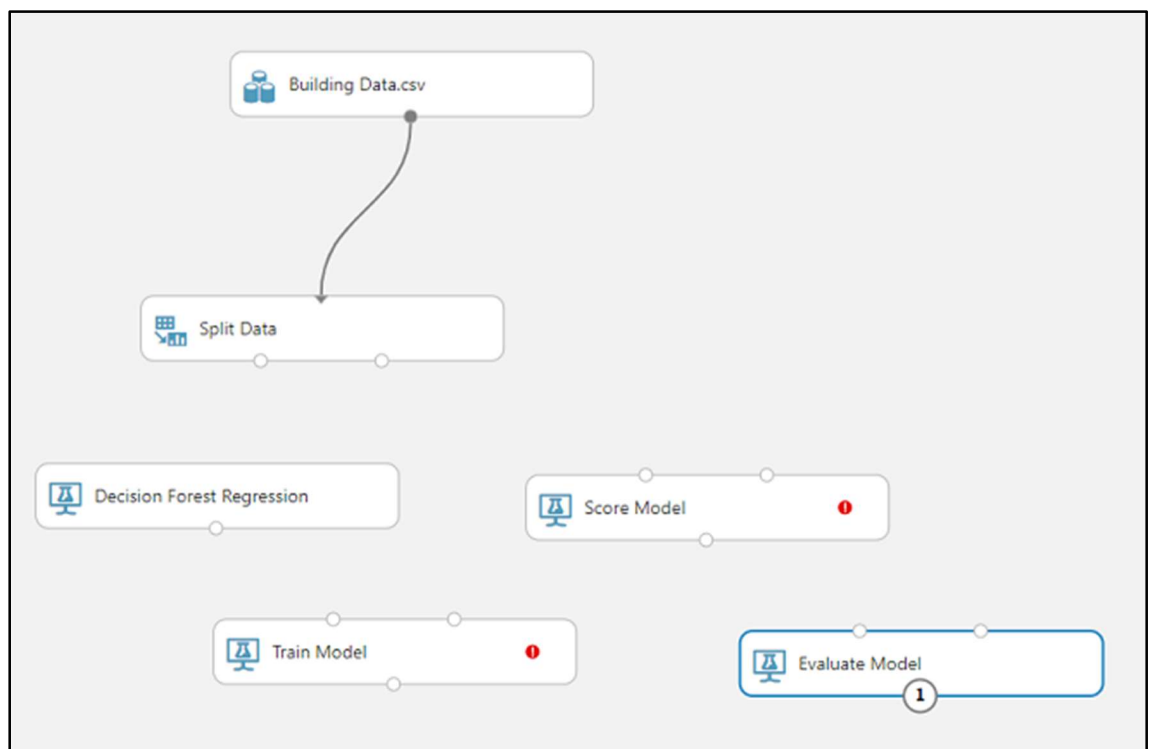 Building Data.csv
Split Data
Decision Forest Regression
Score Model
Train Model
Evaluate Model
1